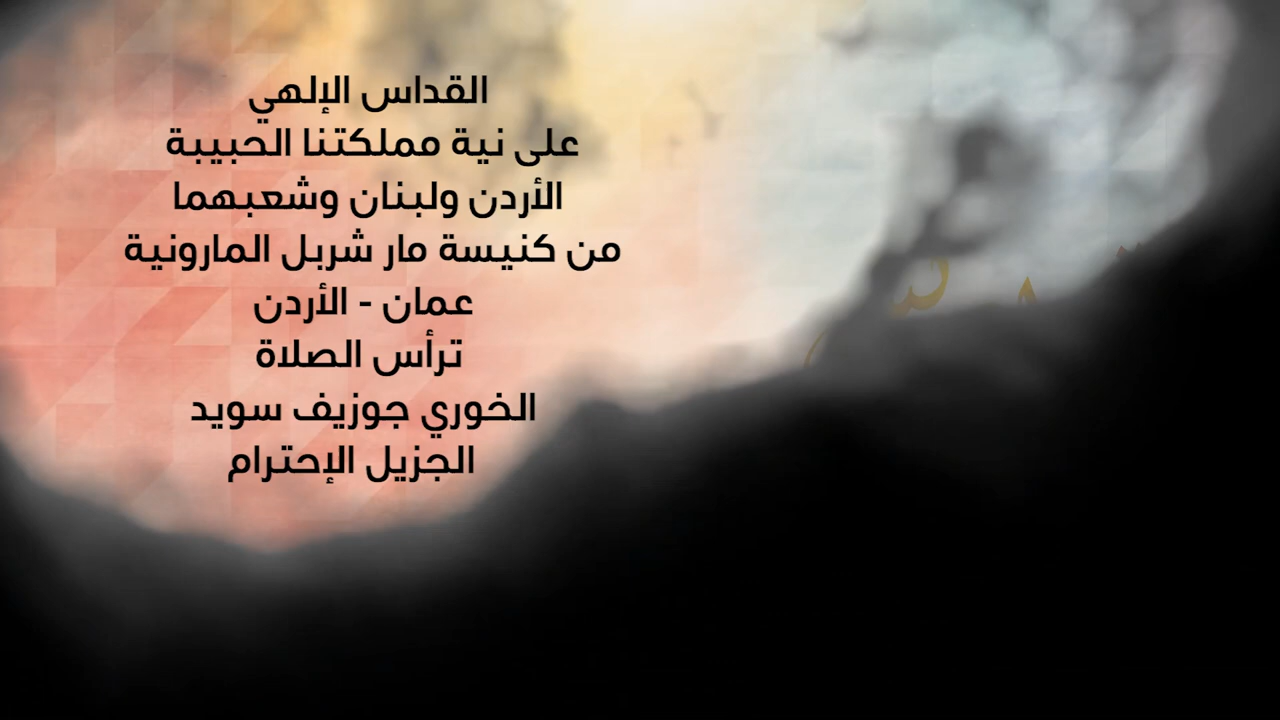 القداس الإلهي
على نية مملكتنا الحبيبة
الأردن ولبنان وشعبهما
من كنيسة مار شربل المارونية
عمان - الأردن
ترأس الصلاة
الخوري جوزيف سويد
الجزيل الإحترام